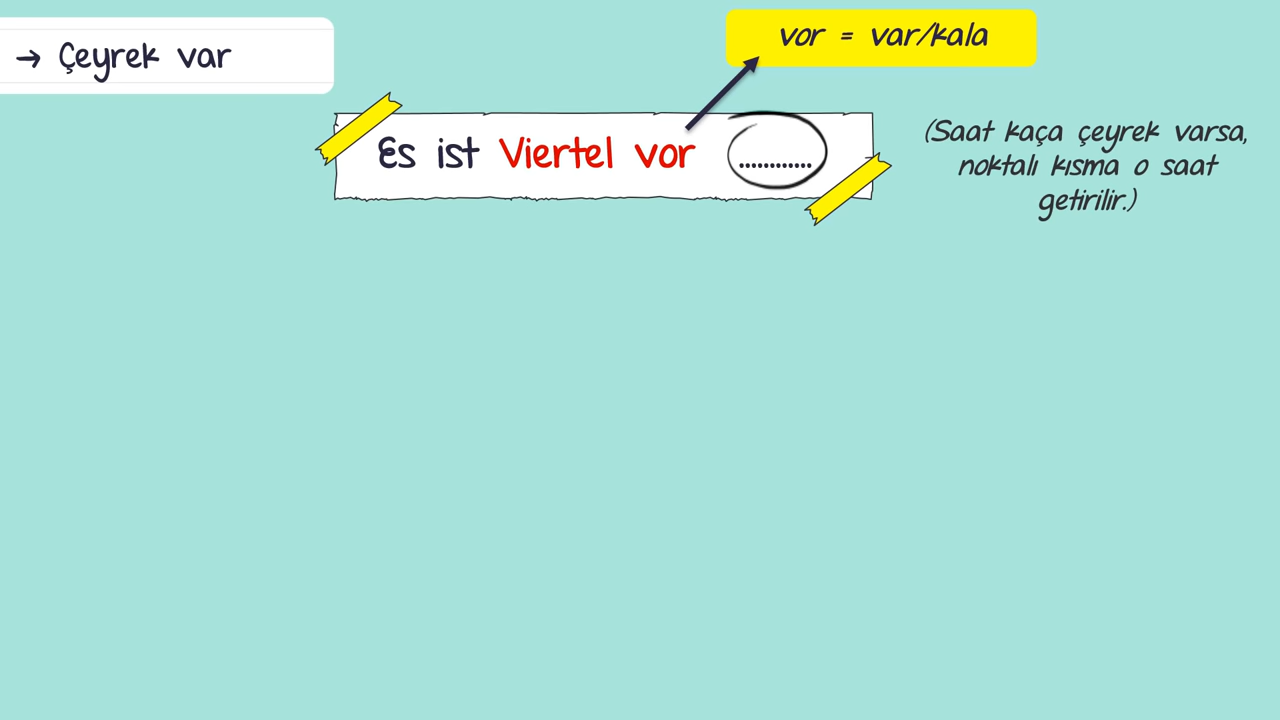 → Çeyrek var
vor = var/kala
Es ist Viertel vor ............
(Saat kaça çeyrek varsa,
noktalı kısma o saat
getirilir.)